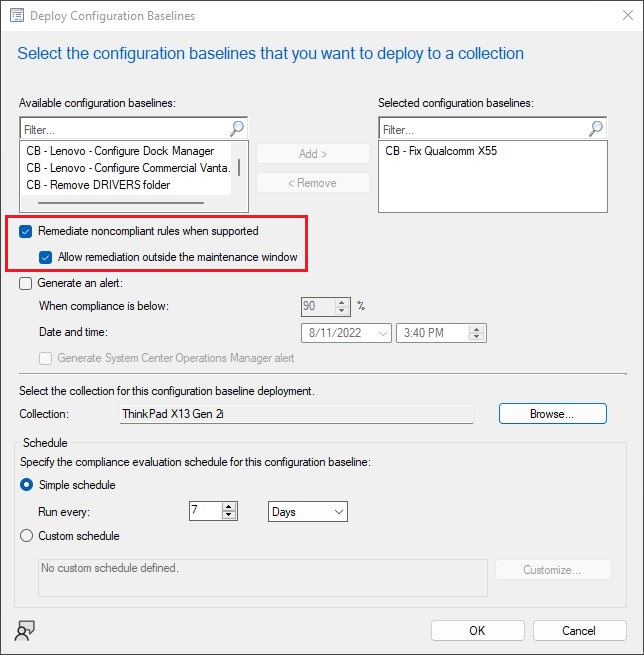 Deploy Configuration Baselines
Select the configuration baselines that you want to deploy to a collection
Available configuration baselines:
Filter...
CB - Lenovo - Configure Dock Manager
CB - Lenovo - Configure Commercial Vanta
CB - Remove DRIVERS folder
Add >
< Remove
Selected configuration baselines:
Filter...
CB - Fix Qualcomm X55
Remediate noncompliant rules when supported
Allow remediation outside the maintenance window
Generate an alert:
When compliance is below: 90 %
Date and time: 8/11/2022 3:40 PM
Generate System Center Operations Manager alert
Select the collection for this configuration baseline deployment.
Collection: ThinkPad X13 Gen 2i Browse...
Schedule
Specify the compliance evaluation schedule for this configuration baseline:
Simple schedule
Run every: 7 Days
Custom schedule
No custom schedule defined. Customize...
OK Cancel